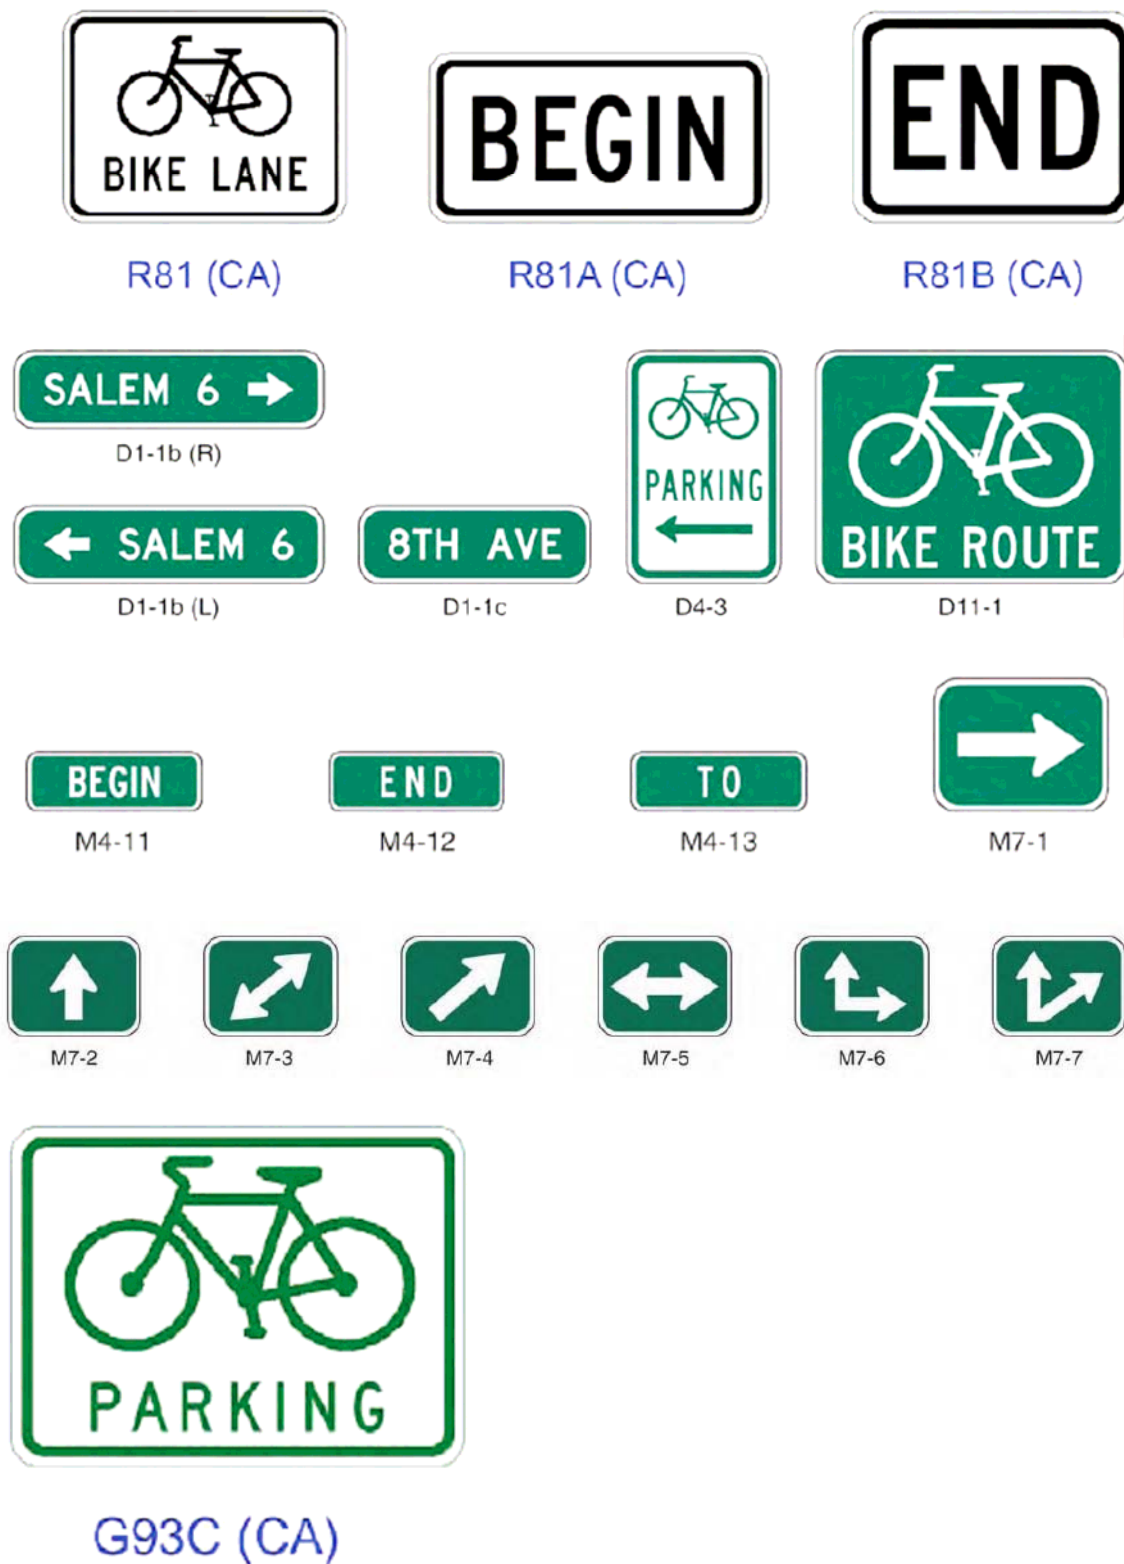 BIKE LANE
BEGIN
END
R81 (CA)
R81A (CA)
R81B (CA)
SALEM 6
D1-1b (R)
SALEM 6
D1-1b (L)
8TH AVE
D1-1c
PARKING
D4-3
BIKE ROUTE
D11-1
BEGIN
M4-11
END
M4-12
TO
M4-13
M7-1
M7-2
M7-3
M7-4
M7-5
M7-6
M7-7
PARKING
G93C (CA)